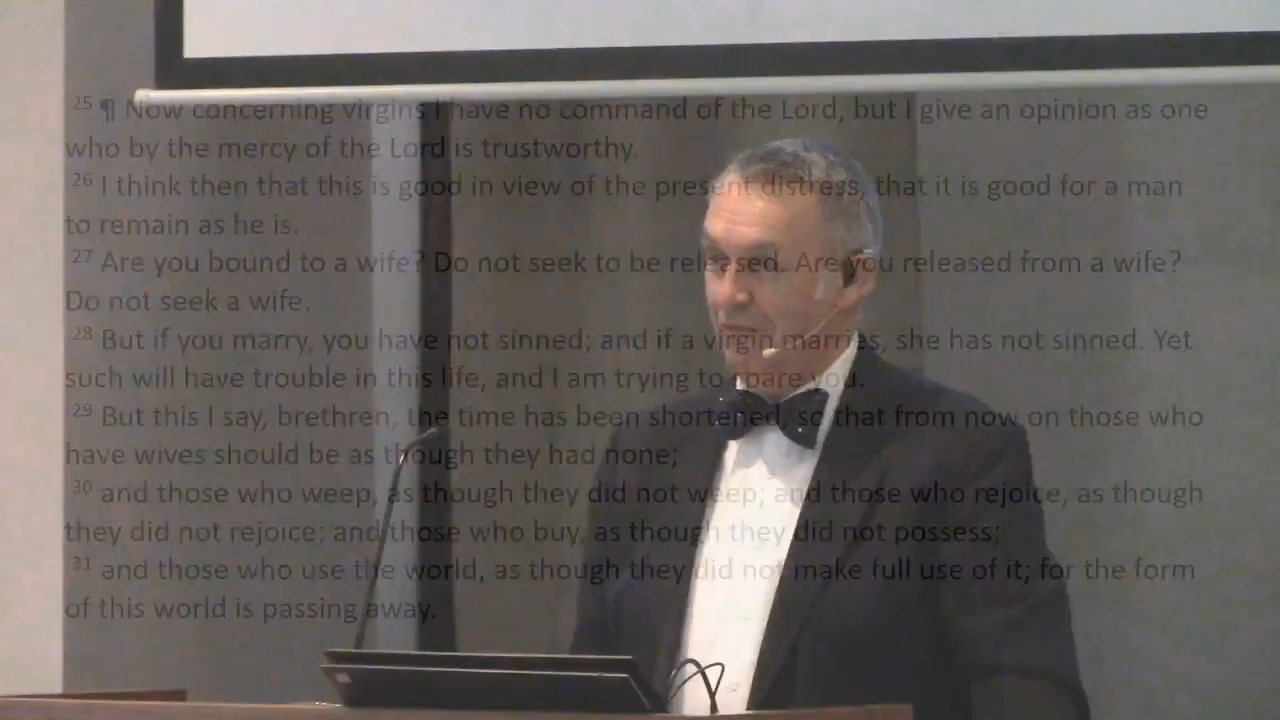 25 ¶ Now concerning virgins I have no command of the Lord, but I give an opinion as one
who by the mercy of the Lord is trustworthy.
26 I think then that this is good in view of the present distress, that it is good for a man
to remain as he is.
27 Are you bound to a wife? Do not seek to be released. Are you released from a wife?
Do not seek a wife.
28 But if you marry, you have not sinned; and if a virgin marries, she has not sinned. Yet
such will have trouble in this life, and I am trying to spare you.
29 But this I say, brethren, the time has been shortened, so that from now on those who
have wives should be as though they had none;
30 and those who weep, as though they did not weep; and those who rejoice, as though
they did not rejoice; and those who buy, as though they did not possess;
31 and those who use the world, as though they did not make full use of it; for the form
of this world is passing away.